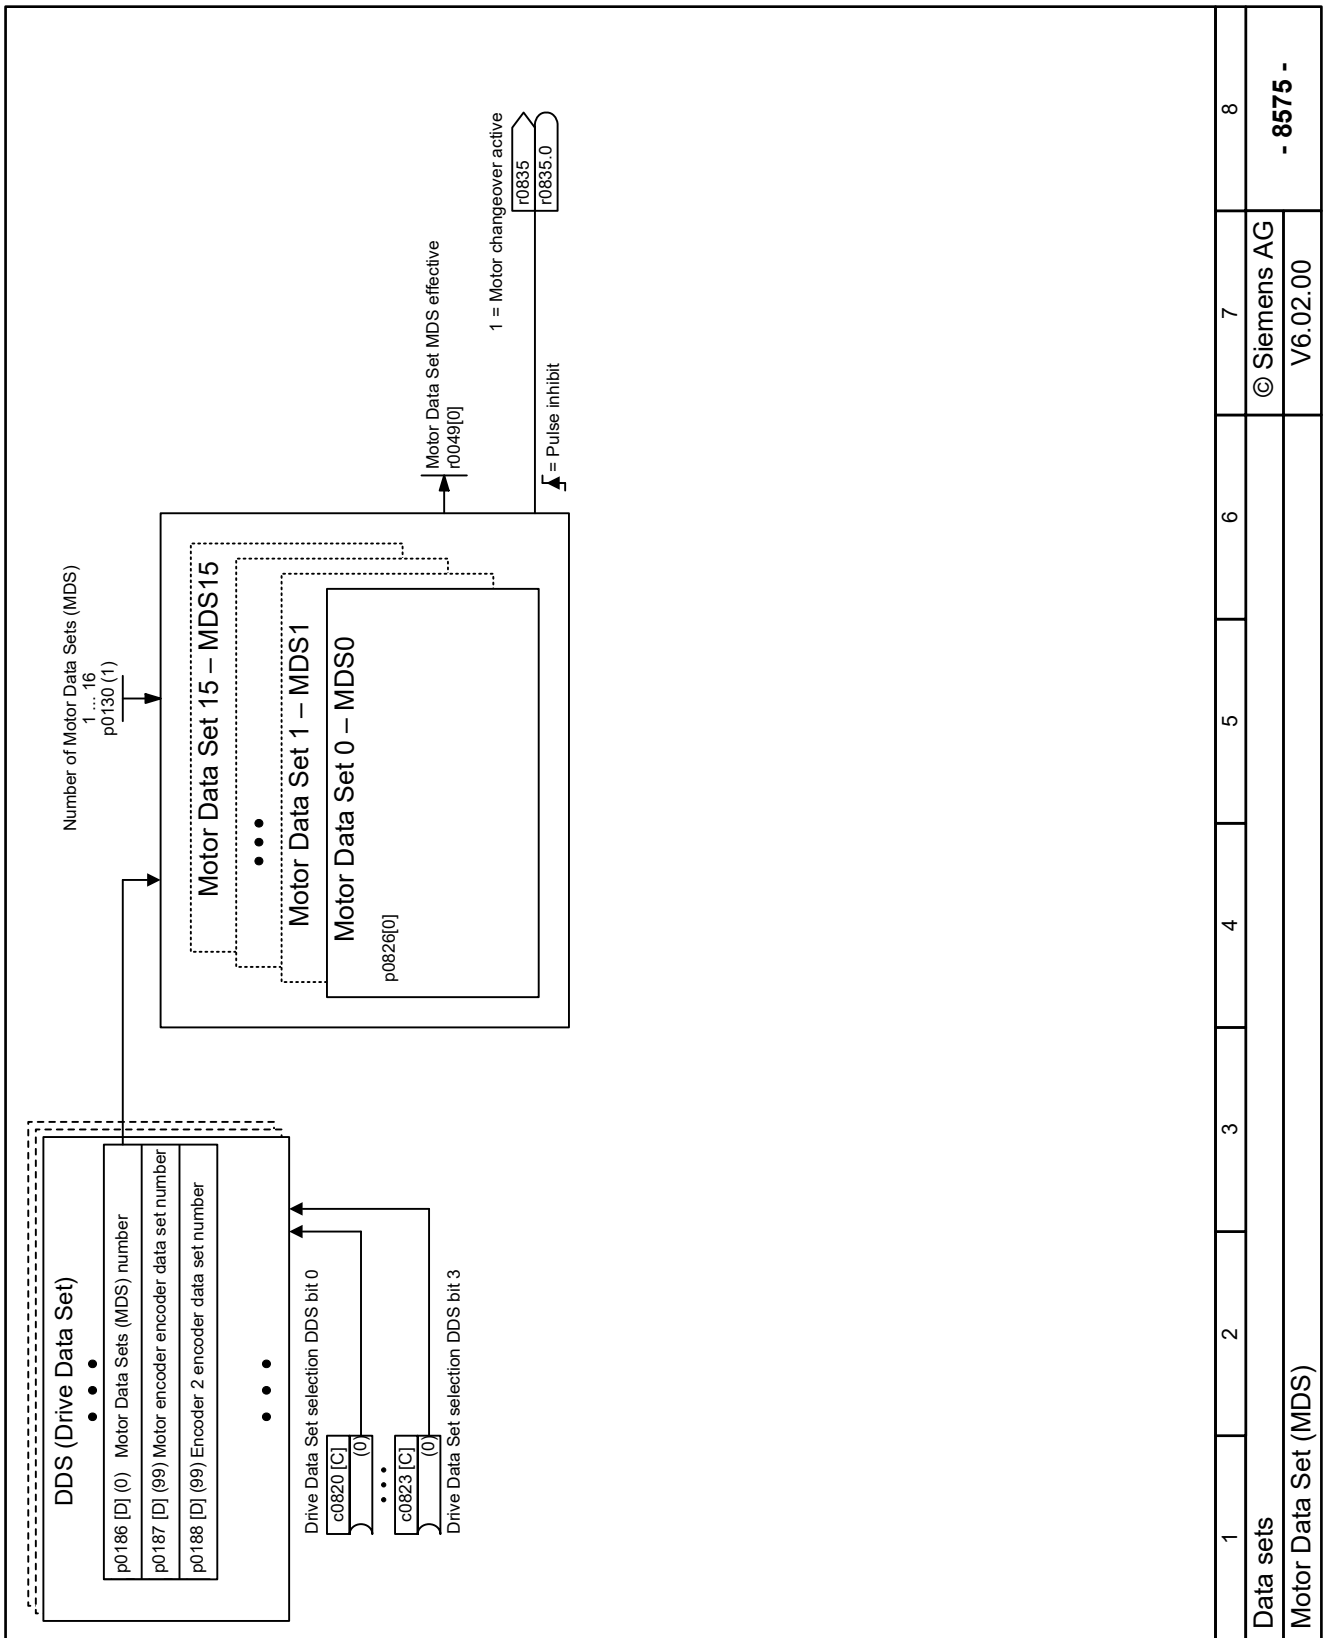 DDS (Drive Data Set)
p0186 [D] (0) Motor Data Sets (MDS) number
p0187 [D] (99) Motor encoder data set number
p0188 [D] (99) Encoder 2 encoder data set number
Drive Data Set selection DDS bit 0
c0820 [C]
(0)
c0823 [C]
(0)
Drive Data Set selection DDS bit 3
Number of Motor Data Sets (MDS)
1 ... 16
p0130 (1)
Motor Data Set 15 – MDS15
Motor Data Set 1 – MDS1
Motor Data Set 0 – MDS0
p0826[0]
Motor Data Set MDS effective
r0049[0]
1 = Motor changeover active
r0835
r0835.0
= Pulse inhibit
1 2 3 4 5 6 7 8
Data sets
© Siemens AG
- 8575 -
Motor Data Set (MDS)
V6.02.00